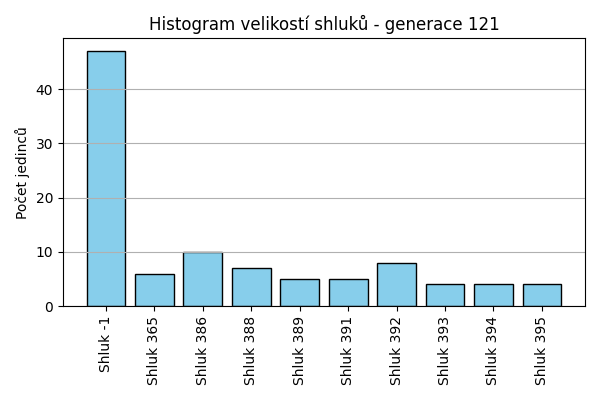 Histogram velikostí shluků - generace 121
Počet jedinců
40
30
20
10
0
Shluk -1
Shluk 365
Shluk 386
Shluk 388
Shluk 389
Shluk 391
Shluk 392
Shluk 393
Shluk 394
Shluk 395